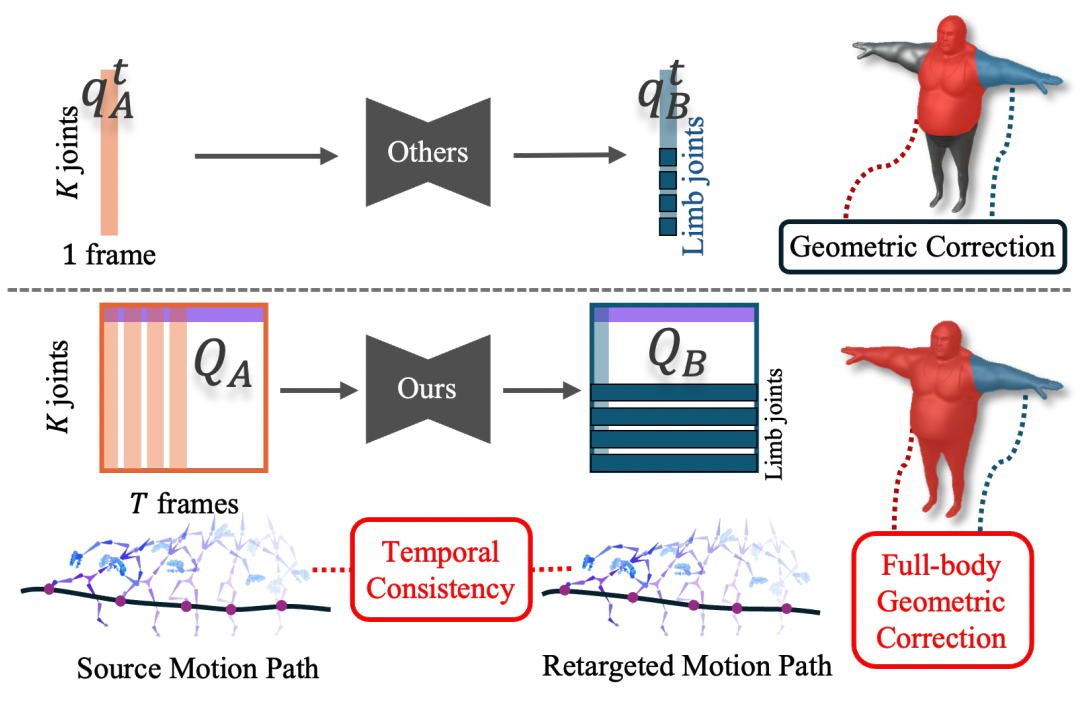 q_A^t
K joints
1 frame
Others
q_B^t
Limb joints
Geometric Correction
K joints
Q_A
T frames
Ours
Q_B
Limb joints
Temporal
Consistency
Full-body
Geometric
Correction
Source Motion Path
Retargeted Motion Path